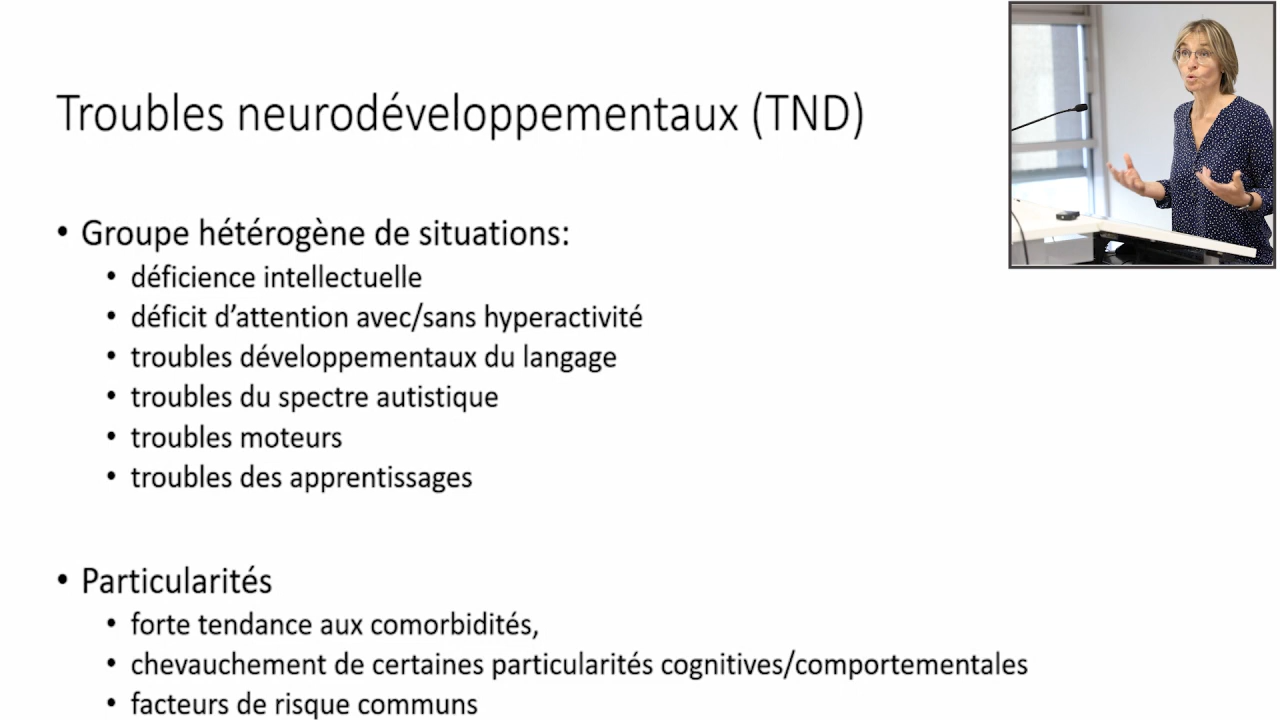 Troubles neurodéveloppementaux (TND)
• Groupe hétérogène de situations:
• déficience intellectuelle
• déficit d’attention avec/sans hyperactivité
• troubles développementaux du langage
• troubles du spectre autistique
• troubles moteurs
• troubles des apprentissages
• Particularités
• forte tendance aux comorbidités,
• chevauchement de certaines particularités cognitives/comportementales
• facteurs de risque communs